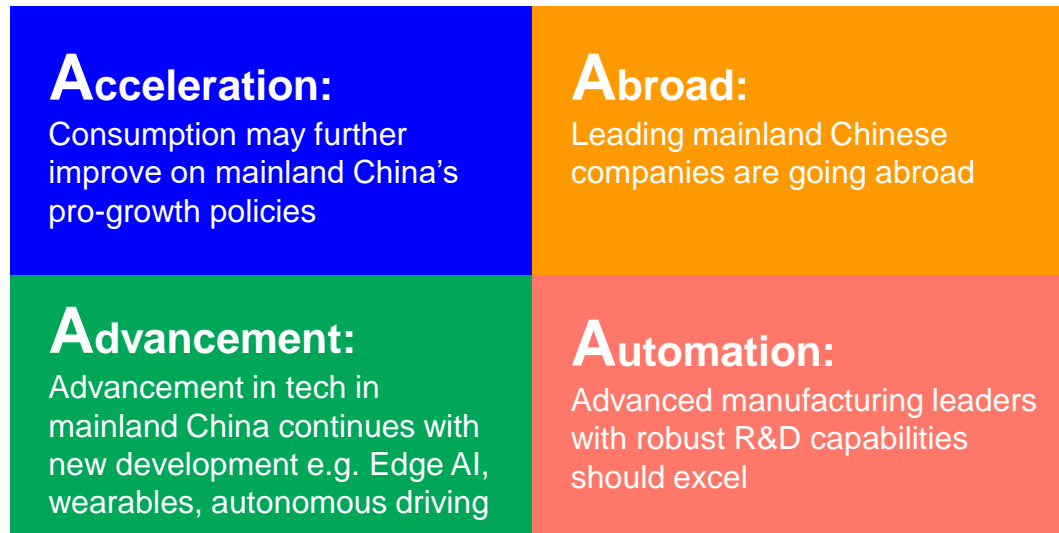 Acceleration:
Consumption may further
improve on mainland China's
pro-growth policies
Abroad:
Leading mainland Chinese
companies are going abroad
Advancement:
Advancement in tech in
mainland China continues with
new development e.g. Edge AI,
wearables, autonomous driving
Automation:
Advanced manufacturing leaders
with robust R&D capabilities
should excel